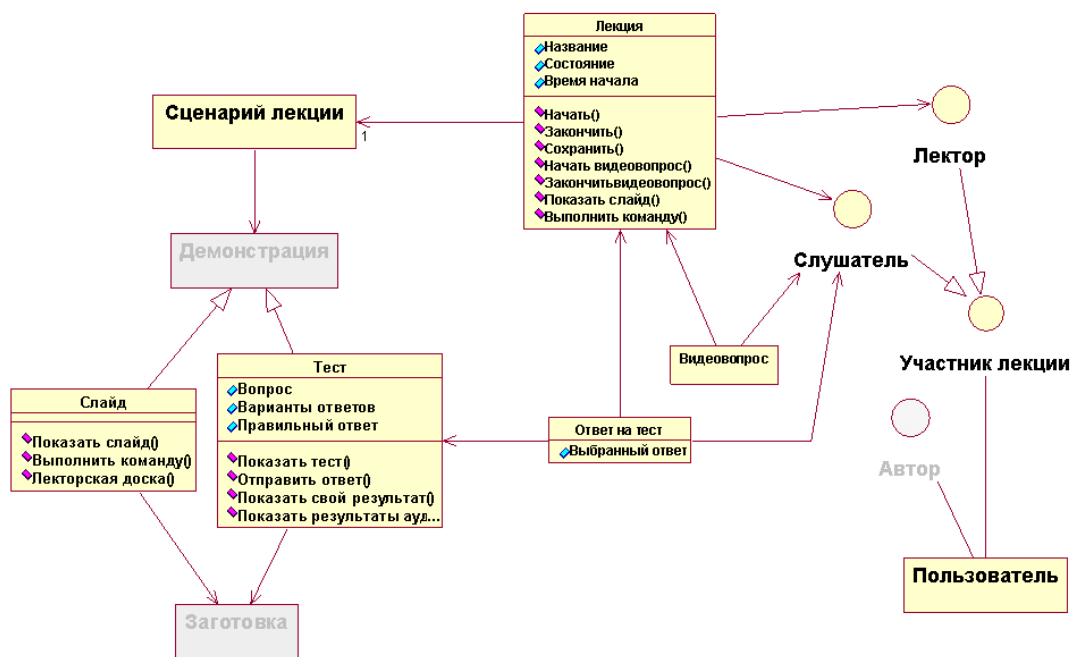 Лекция
Название
Состояние
Время начала
Начать()
Закончить()
Сохранить()
Начать видеовопрос()
Закончитьвидеовопрос()
Показать слайд()
Выполнить команду()
Сценарий лекции
1
Лектор
Демонстрация
Слушатель
Видеовопрос
Участник лекции
Тест
Вопрос
Варианты ответов
Правильный ответ
Показать тест()
Отправить ответ()
Показать свой результат()
Показать результаты ауд...
Слайд
Показать слайд()
Выполнить команду()
Лекторская доска()
Ответ на тест
Выбранный ответ
Автор
Пользователь
Заготовка